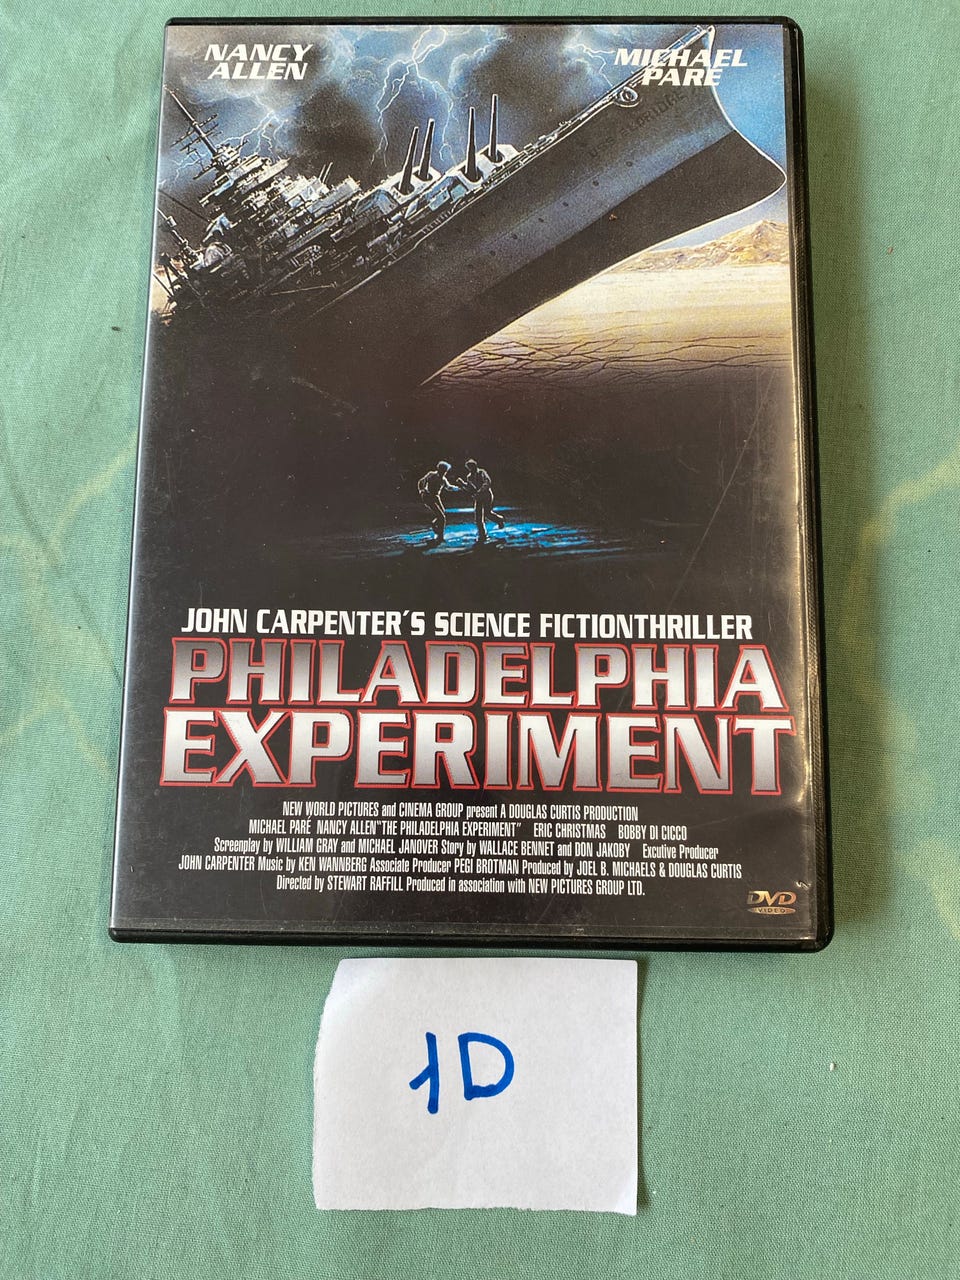 NANCY
ALLEN
MICHAEL
PARÉ
USS ELDRIDGE
JOHN CARPENTER´S SCIENCE FICTIONTHRILLER
PHILADELPHIA
EXPERIMENT
NEW WORLD PICTURES and CINEMA GROUP present A DOUGLAS CURTIS PRODUCTION
MICHAEL PARÉ NANCY ALLEN"THE PHILADELPHIA EXPERIMENT" ERIC CHRISTMAS BOBBY DI CICCO
Screenplay by WILLIAM GRAY and MICHAEL JANOVER Story by WALLACE BENNET and DON JAKOBY Excutive Producer
JOHN CARPENTER Music by KEN WANNBERG Associate Producer PEGI BROTMAN Produced by JOEL B. MICHAELS & DOUGLAS CURTIS
Directed by STEWART RAFFILL Produced in association with NEW PICTURES GROUP LTD.
DVD
VIDEO
1D